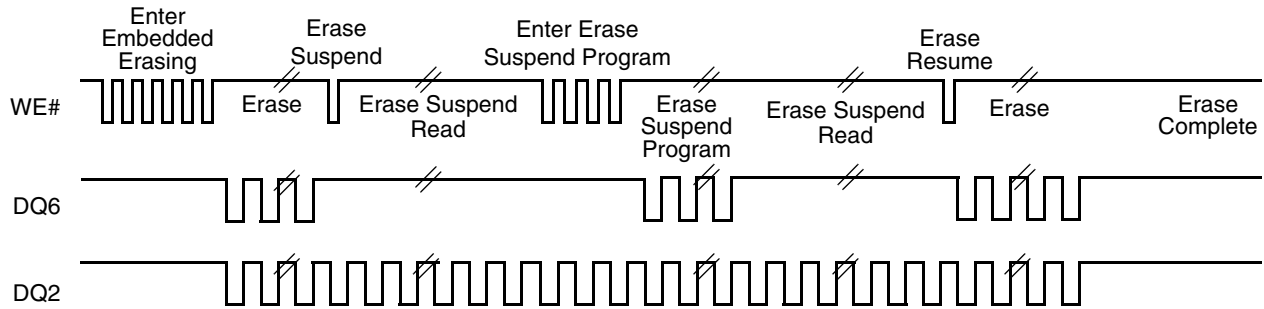 Enter
Embedded
Erasing
Erase
Suspend
Enter Erase
Suspend Program
Erase
Resume
WE#
Erase
Erase Suspend
Read
Erase
Suspend
Program
Erase Suspend
Read
Erase
Erase
Complete
DQ6
DQ2